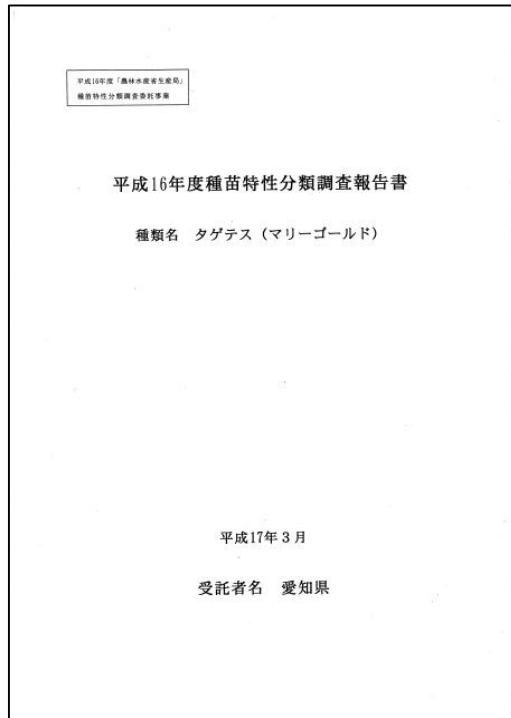 平成16年度「農林水産省生産局」
種苗特性分類調査委託事業
平成16年度種苗特性分類調査報告書
種類名 タゲテス(マリーゴールド)
平成17年3月
受託者名 愛知県